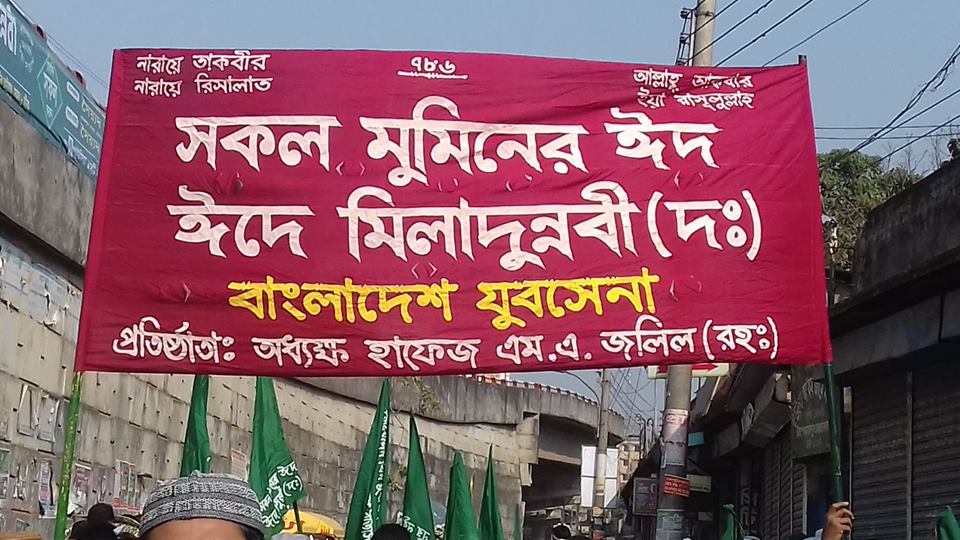 নারায়ে তাকবীর
নারায়ে রিসালাত
৭৮৬
আল্লাহু আকবার
ইয়া রাসূলুল্লাহ
সকল মুমিনের ঈদ
ঈদে মিলাদুন্নবী (দঃ)
বাংলাদেশ যুবসেনা
প্রতিষ্ঠাতাঃ অধ্যক্ষ হাফেজ এম.এ. জলিল (রহঃ)